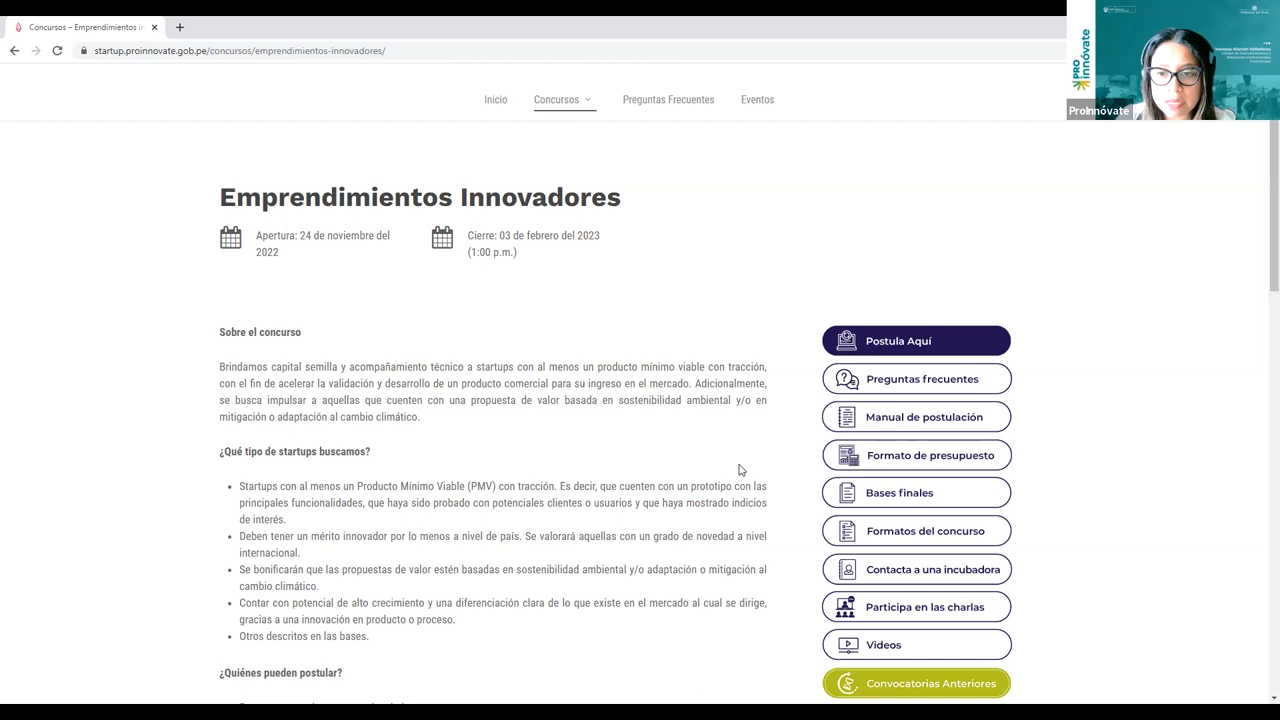 Concursos – Emprendimientos in
startup.proinnovate.gob.pe/concursos/emprendimientos-innovadores/
PRO
innóvate
ProInnóvate
Inicio
Concursos
Preguntas Frecuentes
Eventos
Emprendimientos Innovadores
Apertura: 24 de noviembre del
2022
Cierre: 03 de febrero del 2023
(1:00 p.m.)
Sobre el concurso
Brindamos capital semilla y acompañamiento técnico a startups con al menos un producto mínimo viable con tracción,
con el fin de acelerar la validación y desarrollo de un producto comercial para su ingreso en el mercado. Adicionalmente,
se busca impulsar a aquellas que cuenten con una propuesta de valor basada en sostenibilidad ambiental y/o en
mitigación o adaptación al cambio climático.
¿Qué tipo de startups buscamos?
Startups con al menos un Producto Mínimo Viable (PMV) con tracción. Es decir, que cuenten con un prototipo con las
principales funcionalidades, que haya sido probado con potenciales clientes o usuarios y que haya mostrado indicios
de interés.
Deben tener un mérito innovador por lo menos a nivel de país. Se valorará aquellas con un grado de novedad a nivel
internacional.
Se bonificarán que las propuestas de valor estén basadas en sostenibilidad ambiental y/o adaptación o mitigación al
cambio climático.
Contar con potencial de alto crecimiento y una diferenciación clara de lo que existe en el mercado al cual se dirige,
gracias a una innovación en producto o proceso.
Otros descritos en las bases.
¿Quiénes pueden postular?
Postula Aquí
Preguntas frecuentes
Manual de postulación
Formato de presupuesto
Bases finales
Formatos del concurso
Contacta a una incubadora
Participa en las charlas
Videos
Convocatorias Anteriores